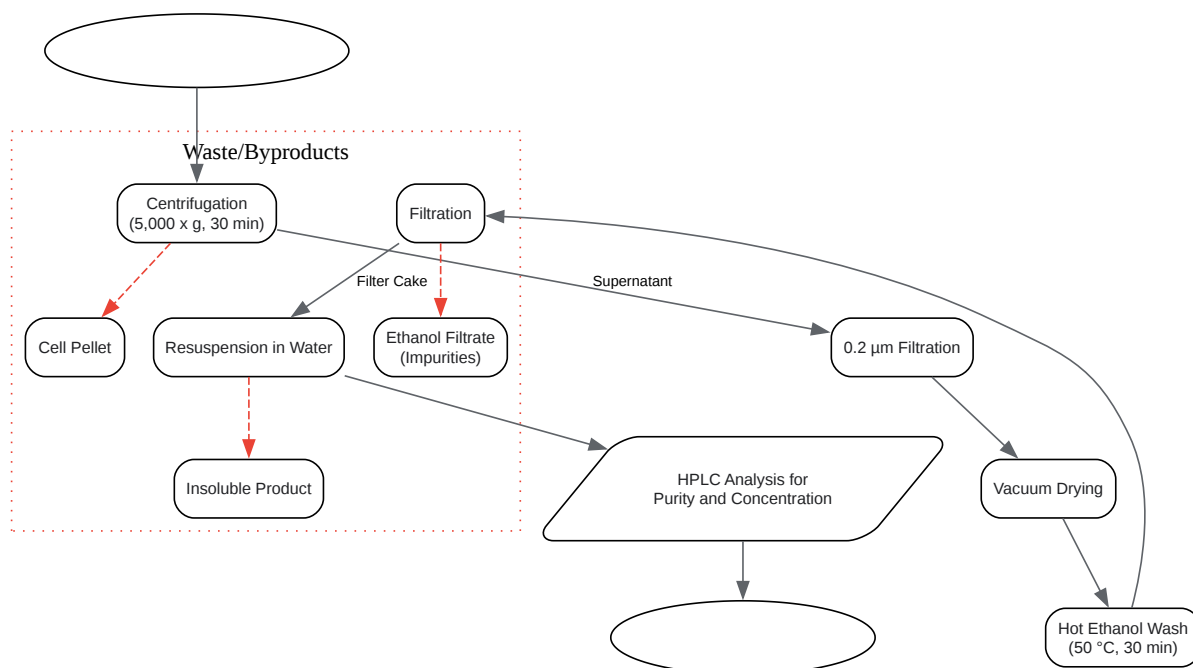 Waste/Byproducts
Centrifugation
(5,000 x g, 30 min)
Filtration
Filter Cake
Supernatant
Cell Pellet
Resuspension in Water
Ethanol Filtrate
(Impurities)
0.2 µm Filtration
Insoluble Product
HPLC Analysis for
Purity and Concentration
Vacuum Drying
Hot Ethanol Wash
(50 °C, 30 min)